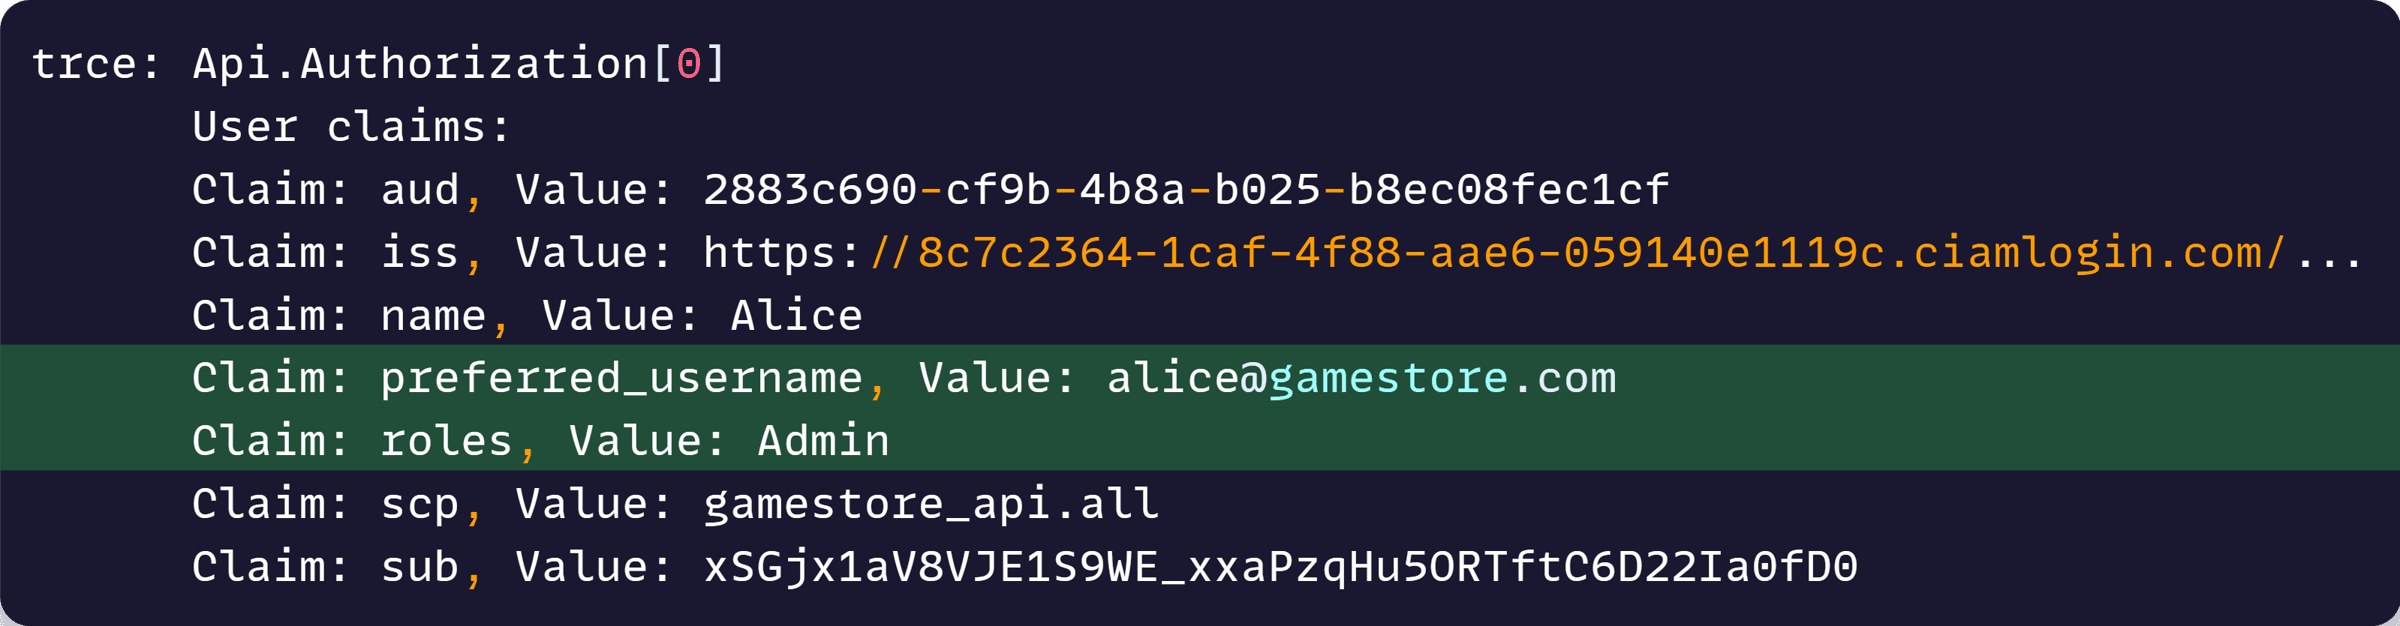 trce: Api.Authorization[0]
User claims:
Claim: aud, Value: 2883c690-cf9b-4b8a-b025-b8ec08fec1cf
Claim: iss, Value: https://8c7c2364-1caf-4f88-aae6-059140e1119c.ciamlogin.com/...
Claim: name, Value: Alice
Claim: preferred_username, Value: alice@gamestore.com
Claim: roles, Value: Admin
Claim: scp, Value: gamestore_api.all
Claim: sub, Value: xSGjx1aV8VJE1S9WE_xxaPzqHu5ORTftC6D22Ia0fD0